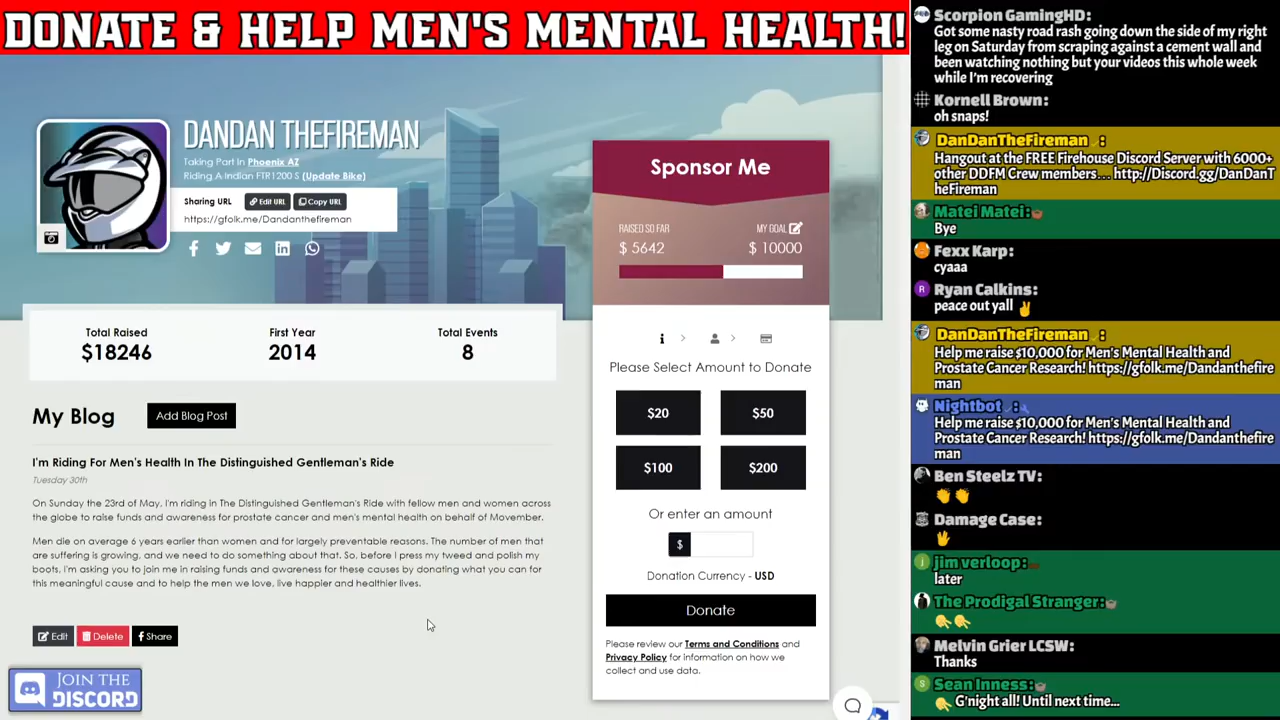 DONATE & HELP MEN'S MENTAL HEALTH!
DANDAN THEFIREMAN
Taking Part In Phoenix AZ
Riding A Indian FTR1200 S (Update Bike)
Sharing URL Edit URL Copy URL
https://gfolk.me/Dandanthefireman
Total Raised
$18246
First Year
2014
Total Events
8
My Blog
Add Blog Post
I'm Riding For Men's Health In The Distinguished Gentleman's Ride
Tuesday 30th
On Sunday the 23rd of May, I'm riding in The Distinguished Gentleman's Ride with fellow men and women across
the globe to raise funds and awareness for prostate cancer and men's mental health on behalf of Movember.
Men die on average 6 years earlier than women and for largely preventable reasons. The number of men that
are suffering is growing, and we need to do something about that. So, before I press my tweed and polish my
boots, I'm asking you to join me in raising funds and awareness for these causes by donating what you can for
this meaningful cause and to help the men we love, live happier and healthier lives.
Edit
Delete
Share
JOIN THE
DISCORD
Sponsor Me
RAISED SO FAR
$ 5642
MY GOAL
$ 10000
Please Select Amount to Donate
$20
$50
$100
$200
Or enter an amount
$
Donation Currency - USD
Donate
Please review our Terms and Conditions and
Privacy Policy for information on how we
collect and use data.
Scorpion GamingHD:
Got some nasty road rash going down the side of my right
leg on Saturday from scraping against a cement wall and
been watching nothing but your videos this whole week
while I'm recovering
Kornell Brown:
oh snaps!
DanDanTheFireman :
Hangout at the FREE Firehouse Discord Server with 6000+
other DDFM Crew members... http://Discord.gg/DanDanT
heFireman
Matei Matei:
Bye
Fexx Karp:
cyaaa
R
Ryan Calkins:
peace out yall ✌
DanDanTheFireman :
Help me raise $10,000 for Men's Mental Health and
Prostate Cancer Research! https://gfolk.me/Dandanthefire
man
Nightbot :
Help me raise $10,000 for Men's Mental Health and
Prostate Cancer Research! https://gfolk.me/Dandanthefire
man
Ben Steelz TV:
👏 👏
Damage Case:
🖖
j
jim verloop:
later
The Prodigal Stranger:
Melvin Grier LCSW:
Thanks
S
Sean Inness:
G'night all! Until next time...